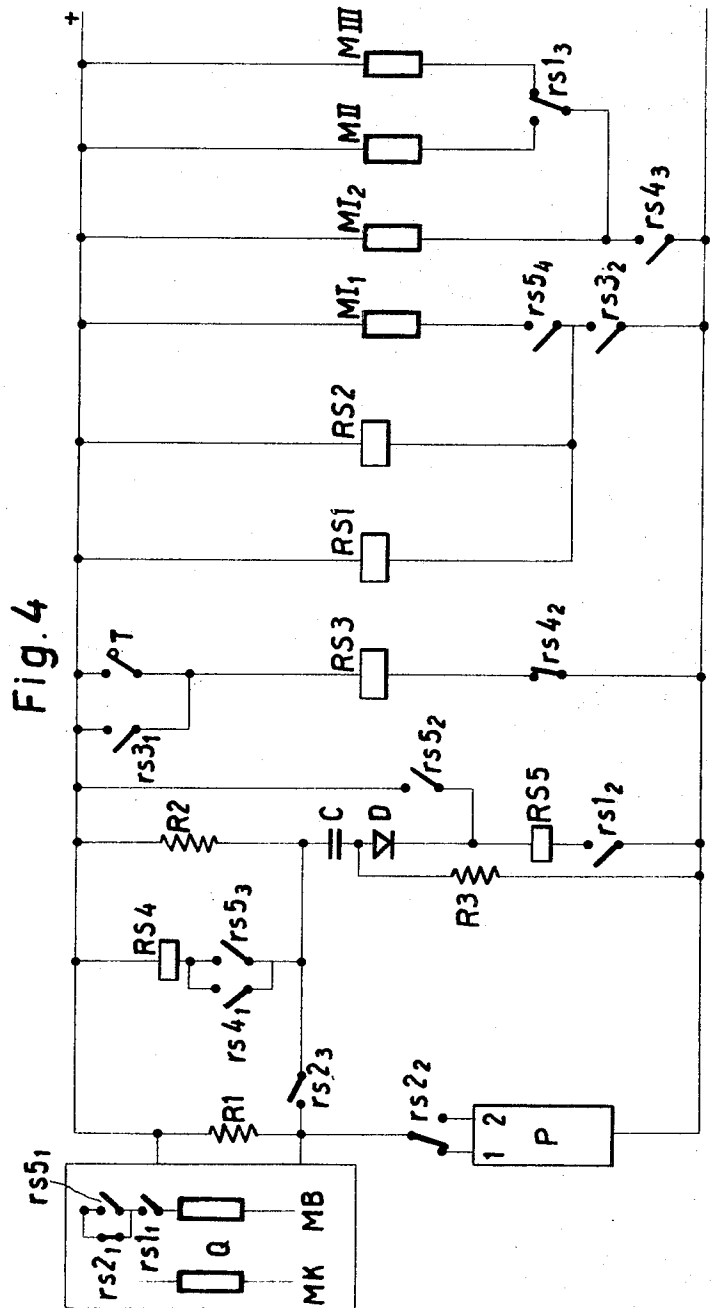 Fig.4
+
MIII
MII
MI2
MI1
RS2
RS1
RS3
T
rs31
rs42
rs13
rs43
rs54
rs32
R2
C
D
rs52
RS5
rs12
R3
RS4
rs53
rs41
rs23
R1
rs22
1 2
P
rs51
rs21
rs11
Q
MK
MB